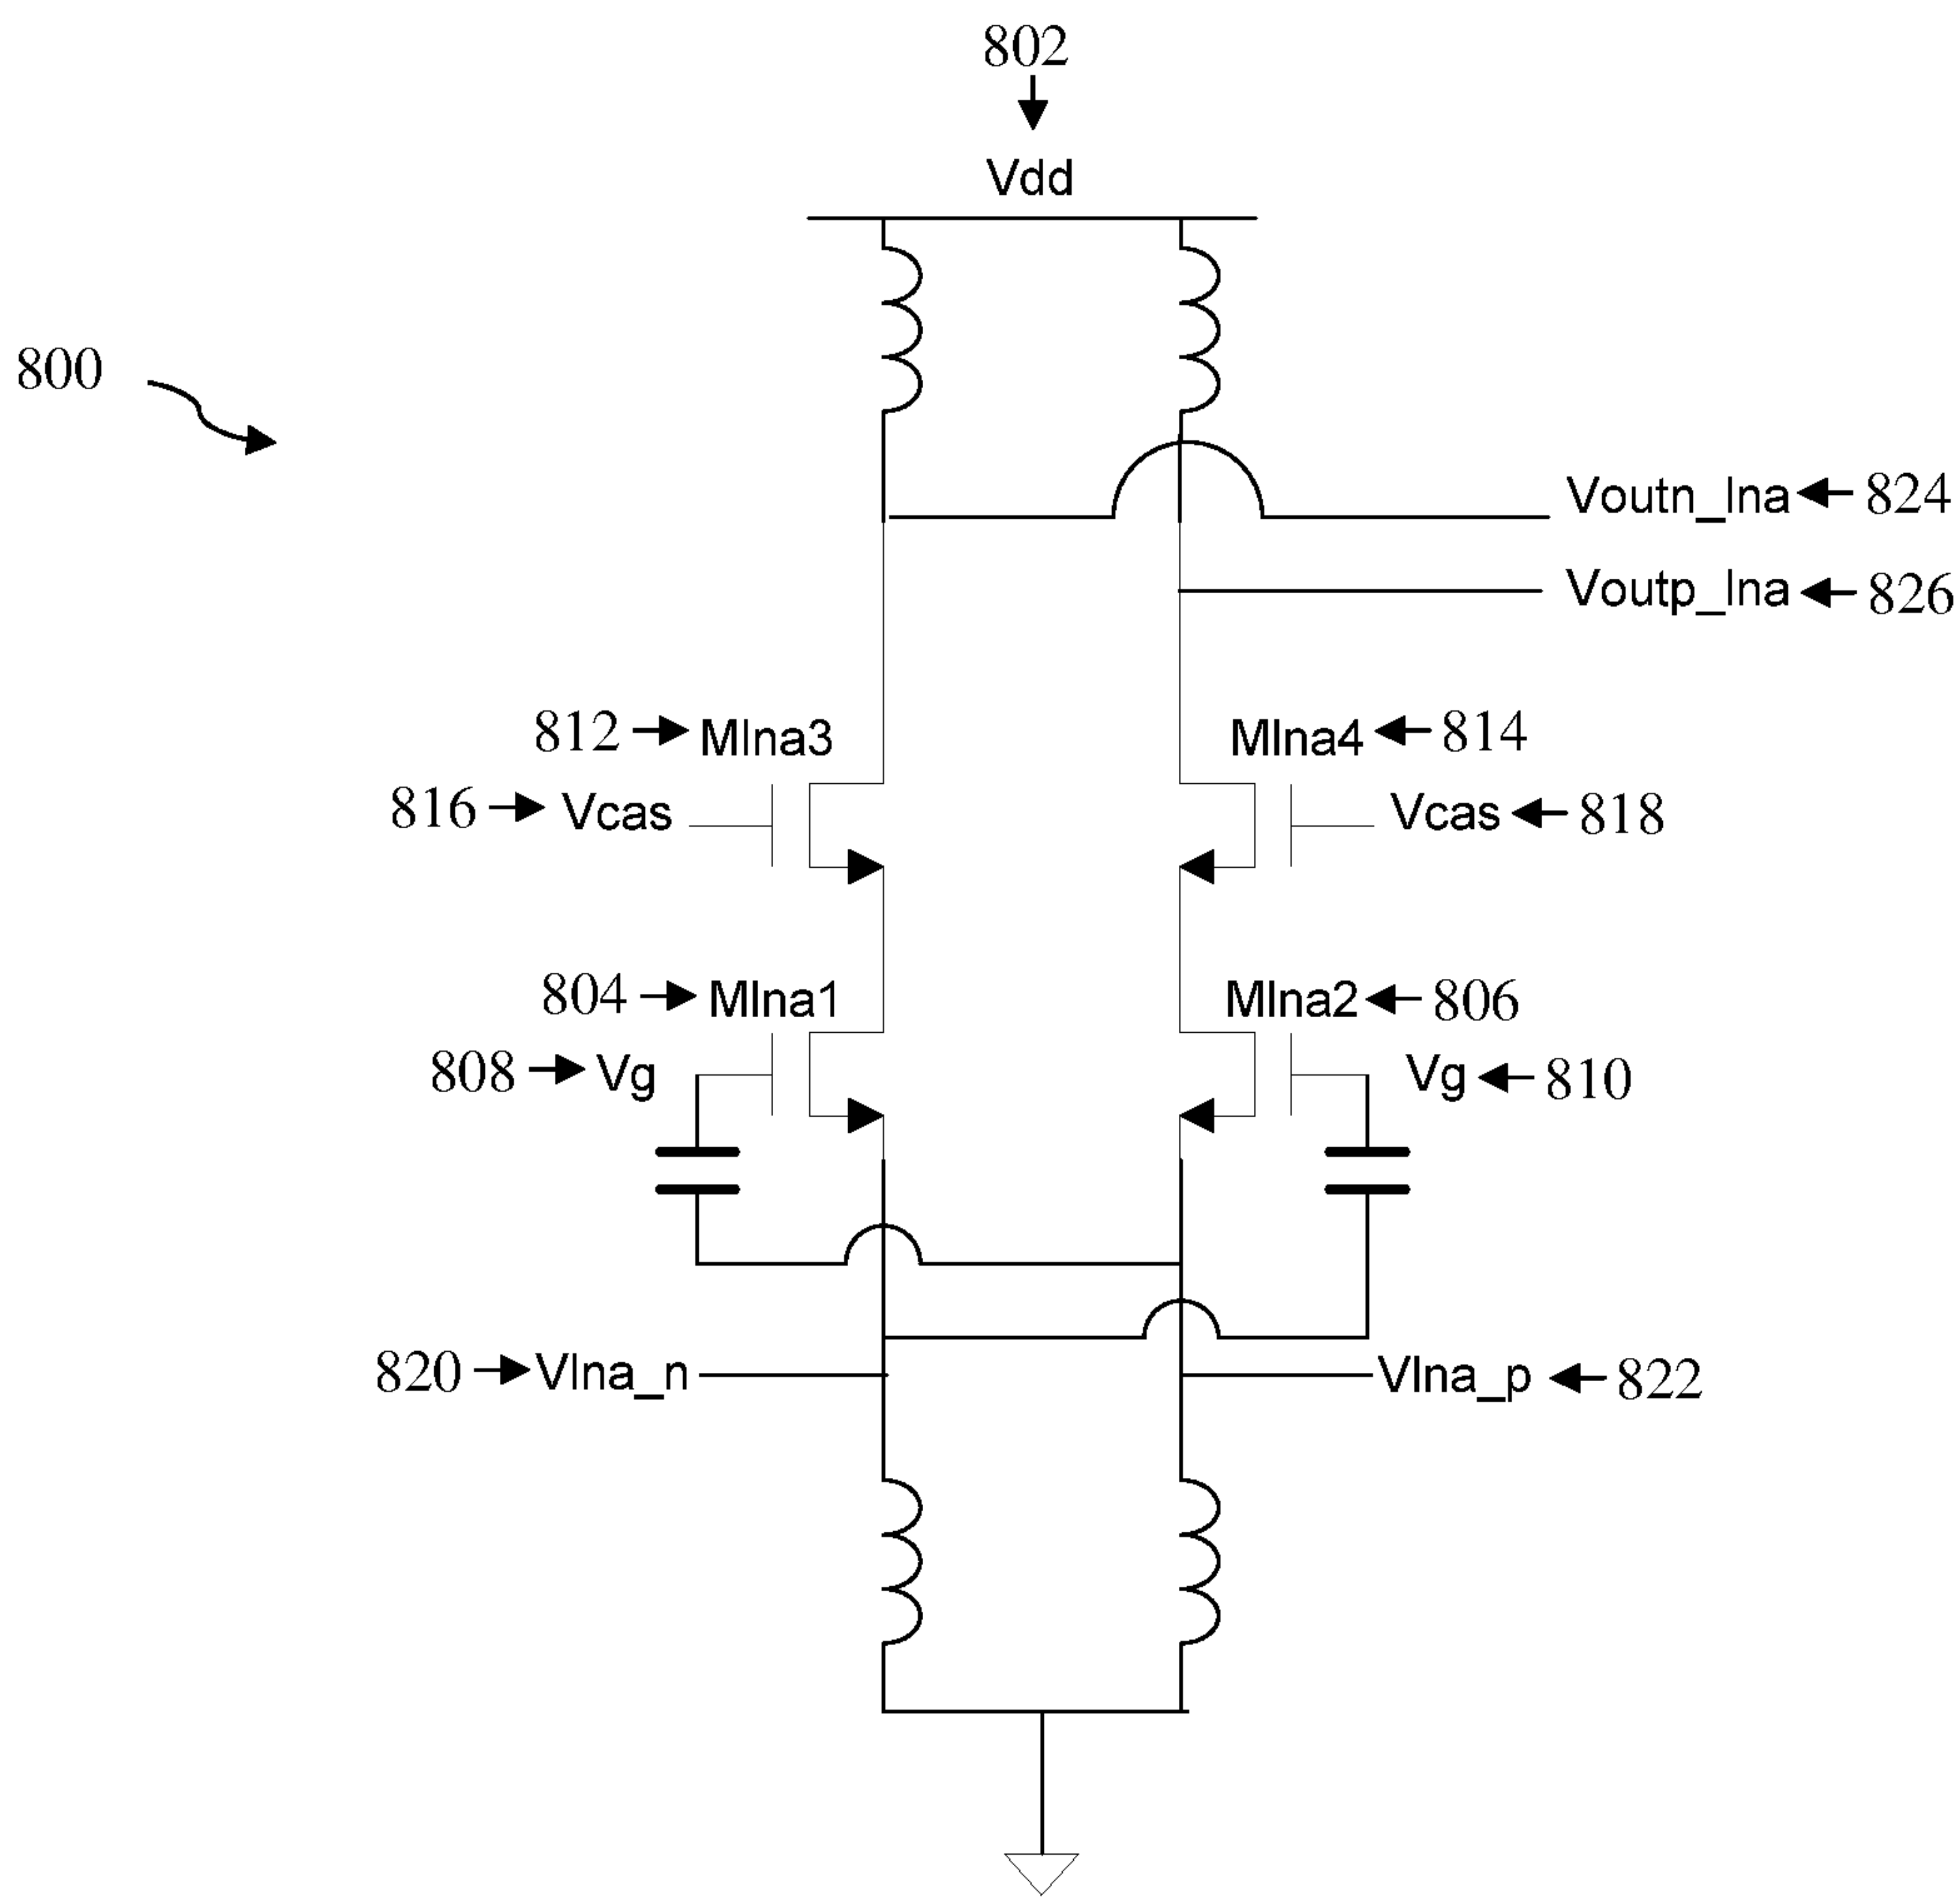 802
Vdd
800
Voutn_lna 824
Voutp_lna 826
812 Mlna3 Mlna4 814
816 Vcas Vcas 818
804 Mlna1 Mlna2 806
808 Vg Vg 810
820 Vlna_n Vlna_p 822